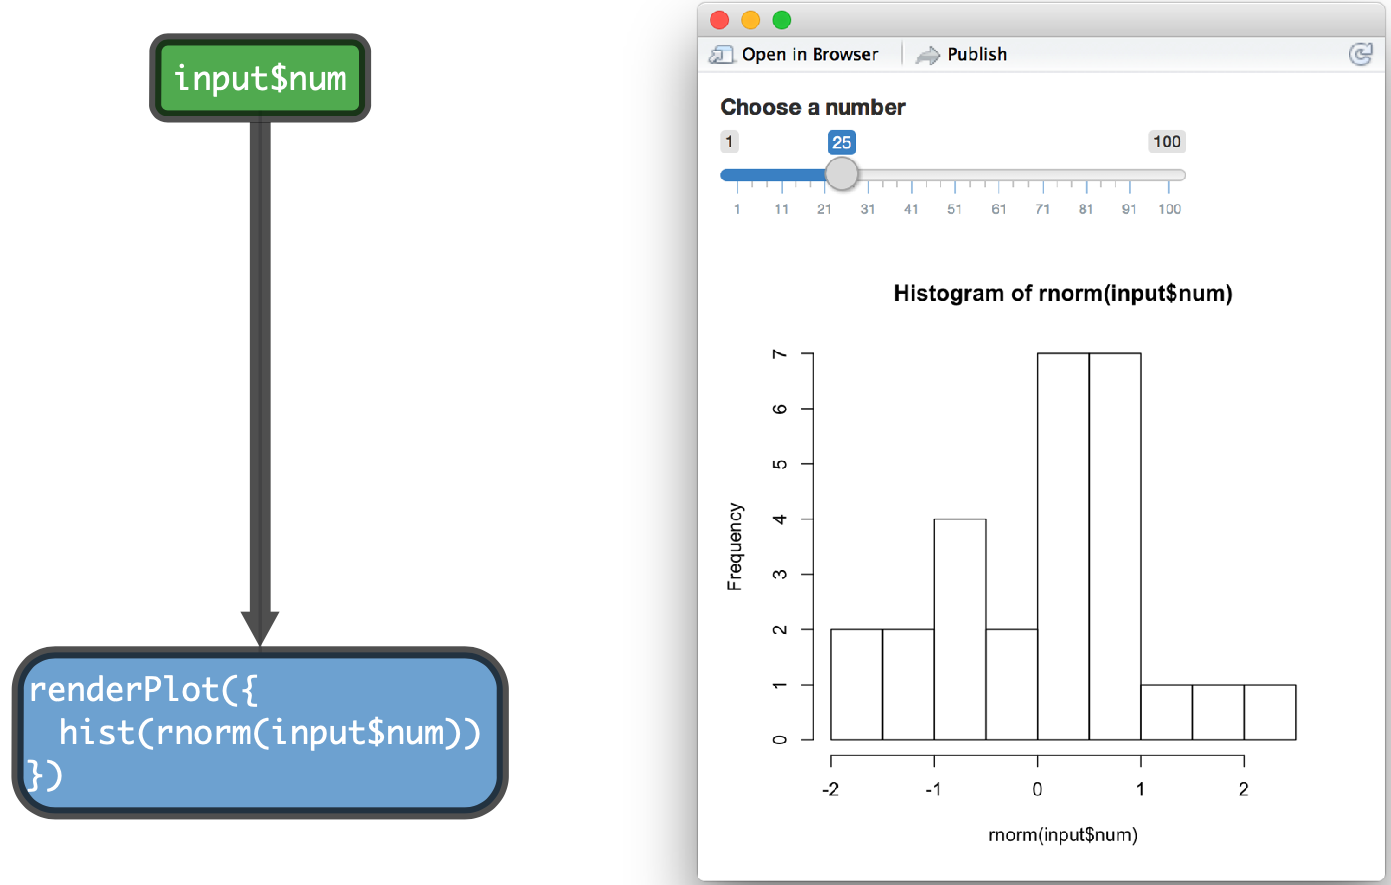 input$num
renderPlot({
  hist(rnorm(input$num))
})
Open in Browser
Publish
Choose a number
1 25 100
1 11 21 31 41 51 61 71 81 91 100
Histogram of rnorm(input$num)
Frequency
7
6
5
4
3
2
1
0
-2 -1 0 1 2
rnorm(input$num)